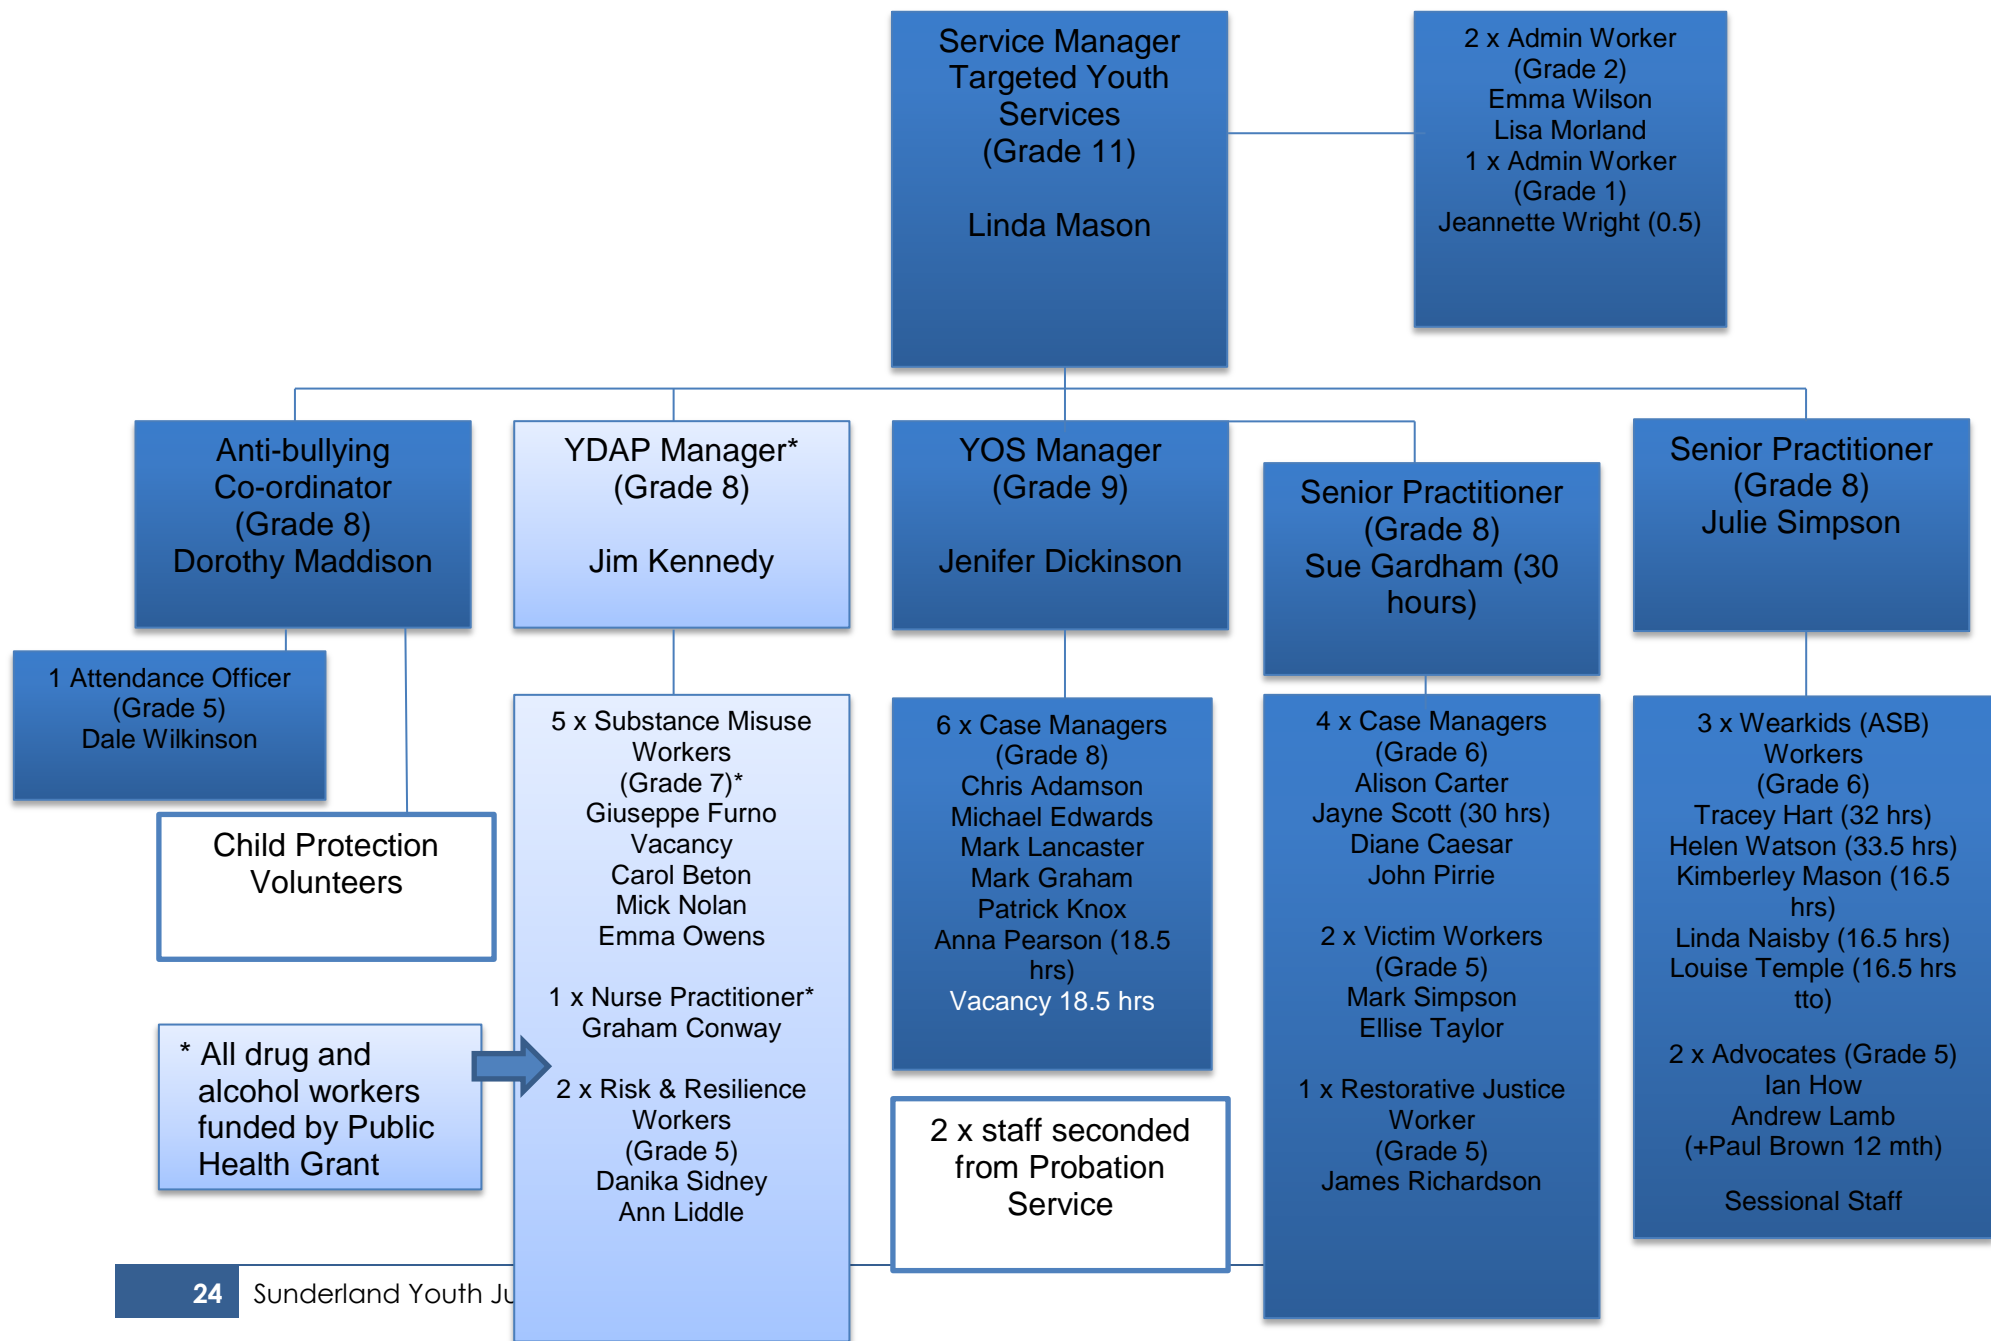 Service Manager
Targeted Youth
Services
(Grade 11)
Linda Mason
2 x Admin Worker
(Grade 2)
Emma Wilson
Lisa Morland
1 x Admin Worker
(Grade 1)
Jeannette Wright (0.5)
Anti-bullying
Co-ordinator
(Grade 8)
Dorothy Maddison
YDAP Manager*
(Grade 8)
Jim Kennedy
YOS Manager
(Grade 9)
Jenifer Dickinson
Senior Practitioner
(Grade 8)
Sue Gardham (30
hours)
Senior Practitioner
(Grade 8)
Julie Simpson
1 Attendance Officer
(Grade 5)
Dale Wilkinson
Child Protection
Volunteers
* All drug and
alcohol workers
funded by Public
Health Grant
5 x Substance Misuse
Workers
(Grade 7)*
Giuseppe Furno
Vacancy
Carol Beton
Mick Nolan
Emma Owens
1 x Nurse Practitioner*
Graham Conway
2 x Risk & Resilience
Workers
(Grade 5)
Danika Sidney
Ann Liddle
6 x Case Managers
(Grade 8)
Chris Adamson
Michael Edwards
Mark Lancaster
Mark Graham
Patrick Knox
Anna Pearson (18.5
hrs)
Vacancy 18.5 hrs
2 x staff seconded
from Probation
Service
4 x Case Managers
(Grade 6)
Alison Carter
Jayne Scott (30 hrs)
Diane Caesar
John Pirrie
2 x Victim Workers
(Grade 5)
Mark Simpson
Ellise Taylor
1 x Restorative Justice
Worker
(Grade 5)
James Richardson
3 x Wearkids (ASB)
Workers
(Grade 6)
Tracey Hart (32 hrs)
Helen Watson (33.5 hrs)
Kimberley Mason (16.5
hrs)
Linda Naisby (16.5 hrs)
Louise Temple (16.5 hrs
tto)
2 x Advocates (Grade 5)
Ian How
Andrew Lamb
(+Paul Brown 12 mth)
Sessional Staff
24 Sunderland Youth Ju